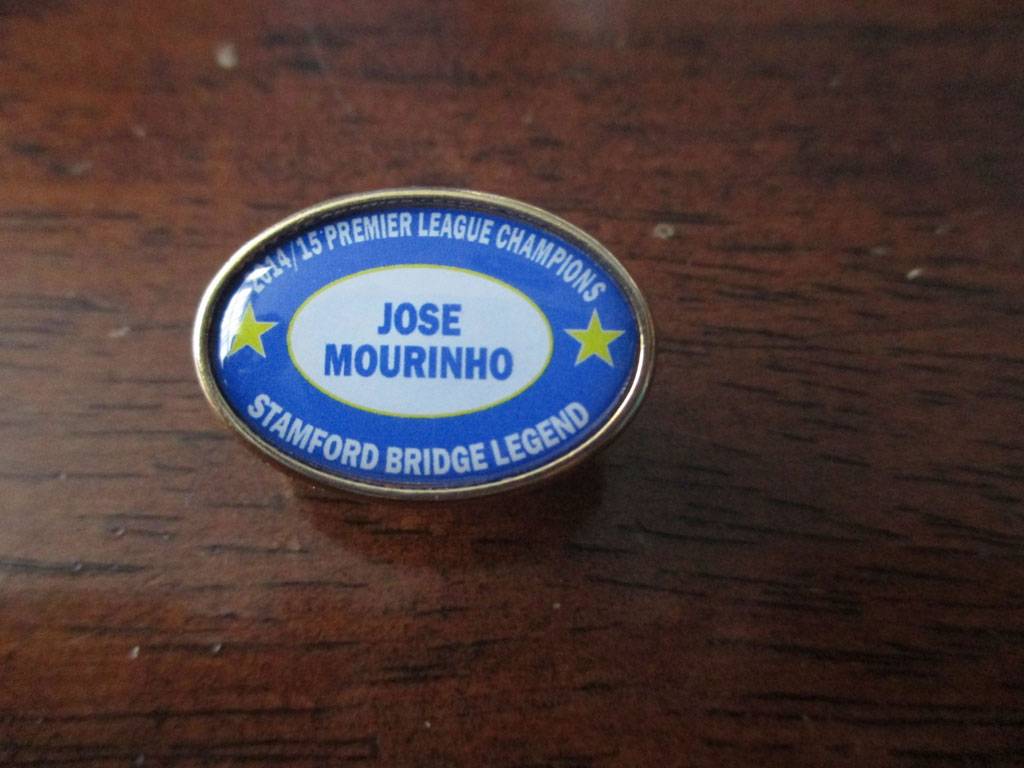 2014/15 PREMIER LEAGUE CHAMPIONS
JOSE
MOURINHO
STAMFORD BRIDGE LEGEND